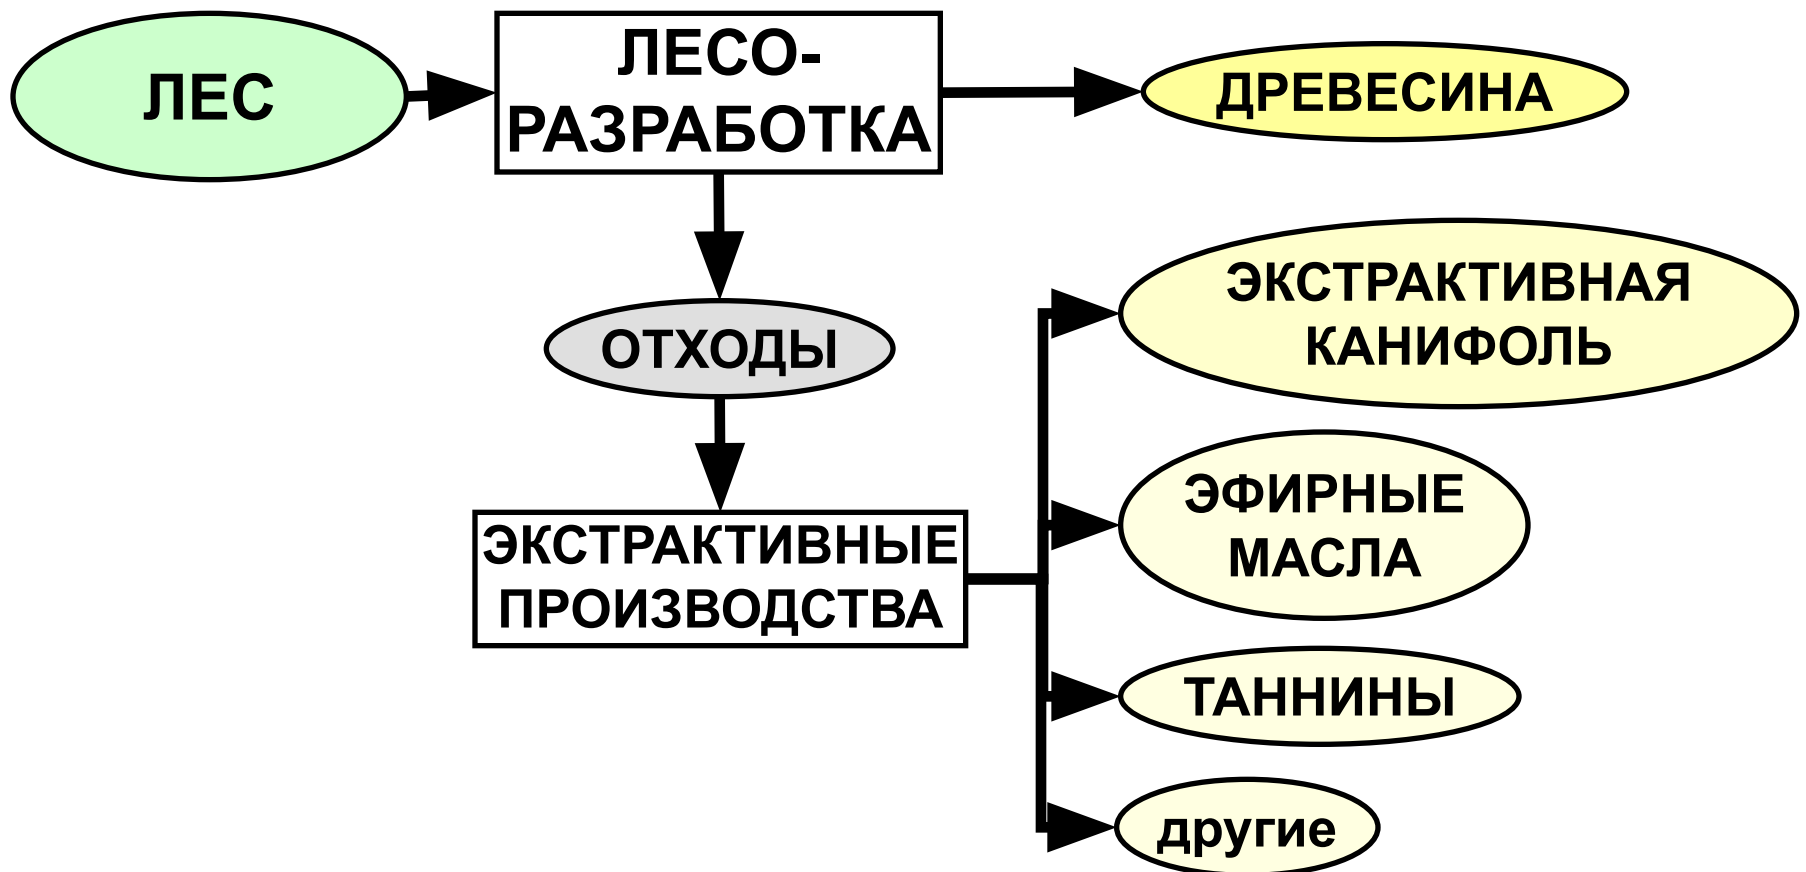 ЛЕС
ЛЕСО-
РАЗРАБОТКА
ДРЕВЕСИНА
ОТХОДЫ
ЭКСТРАКТИВНЫЕ
ПРОИЗВОДСТВА
ЭКСТРАКТИВНАЯ
КАНИФОЛЬ
ЭФИРНЫЕ
МАСЛА
ТАННИНЫ
другие